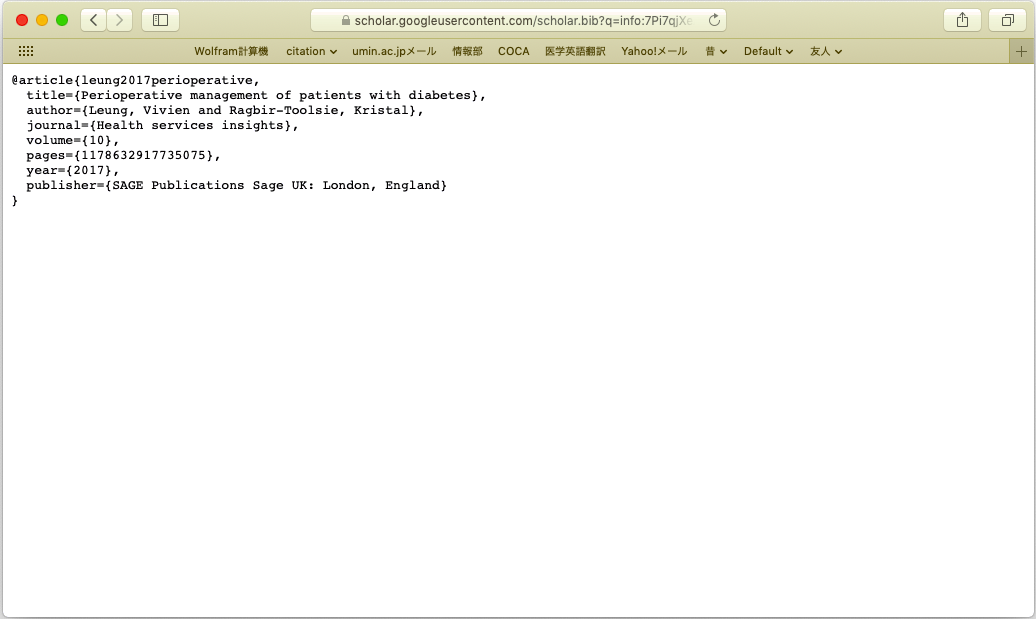 scholar.googleusercontent.com/scholar.bib?q=info:7Pi7qjXe
Wolfram計算機 citation umin.ac.jpメール 情報部 COCA 医学英語翻訳 Yahoo!メール 昔 Default 友人
@article{leung2017perioperative,
title={Perioperative management of patients with diabetes},
author={Leung, Vivien and Ragbir-Toolsie, Kristal},
journal={Health services insights},
volume={10},
pages={1178632917735075},
year={2017},
publisher={SAGE Publications Sage UK: London, England}
}